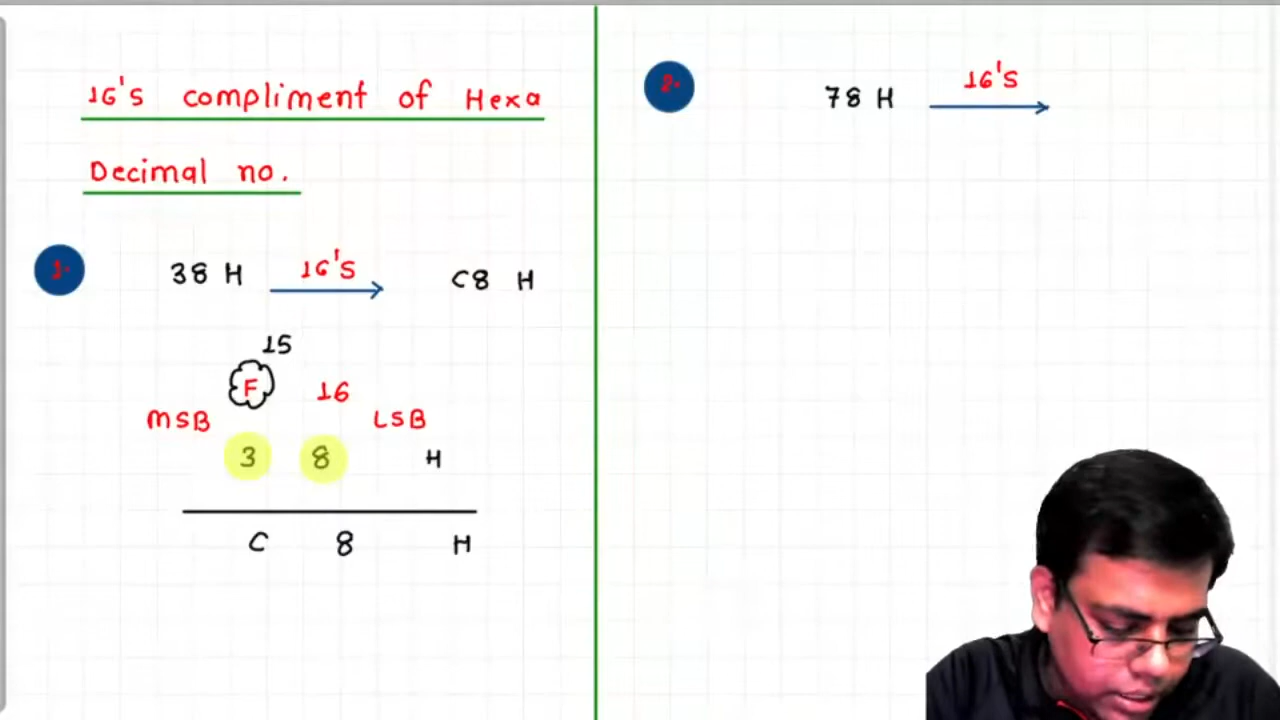 16's compliment of Hexa
Decimal no.
1.
38 H 16's C8 H
15
F 16
MSB LSB
3 8 H
C 8 H
2.
78 H 16's